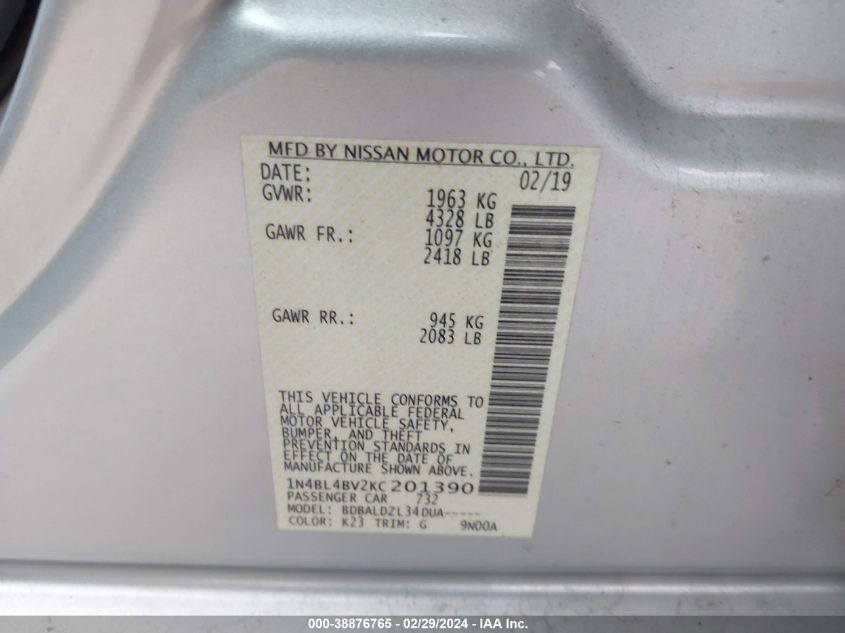 MFD BY NISSAN MOTOR CO., LTD.
DATE: 02/19
GVWR: 1963 KG
4328 LB
GAWR FR.: 1097 KG
2418 LB
GAWR RR.: 945 KG
2083 LB
THIS VEHICLE CONFORMS TO
ALL APPLICABLE FEDERAL
MOTOR VEHICLE SAFETY,
BUMPER, AND THEFT
PREVENTION STANDARDS IN
EFFECT ON THE DATE OF
MANUFACTURE SHOWN ABOVE.
1N4BL4BV2KC201390
PASSENGER CAR 732
MODEL: BDBALDZL34DUA-----
COLOR: K23 TRIM: G 9N00A
000-38876765 - 02/29/2024 - IAA Inc.